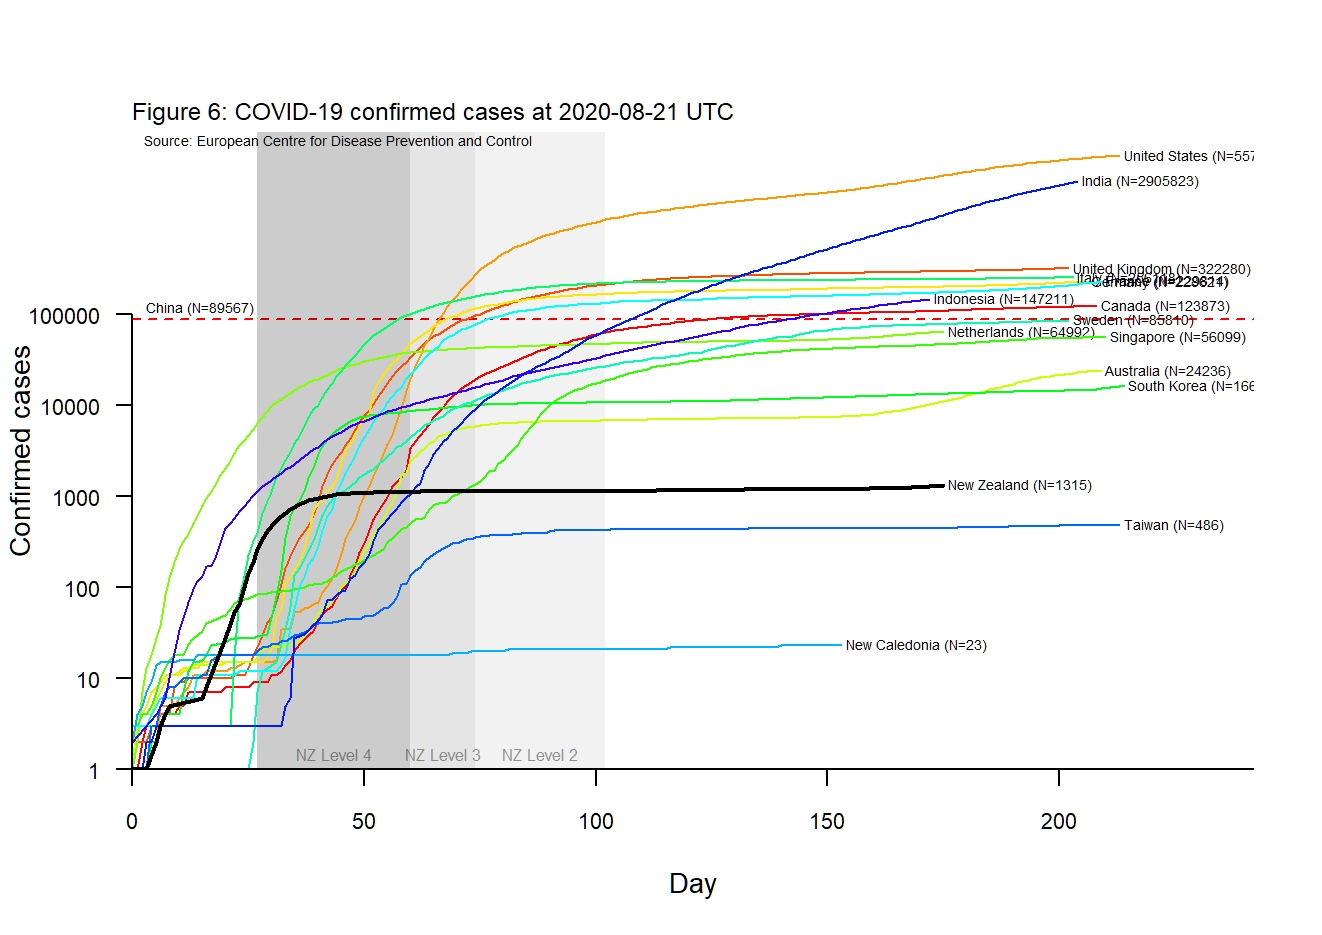 Figure 6: COVID-19 confirmed cases at 2020-08-21 UTC
Source: European Centre for Disease Prevention and Control
United States (N=557
India (N=2905823)
United Kingdom (N=322280)
Italy
Germany
Indonesia (N=147211)
Canada (N=123873)
China (N=89567)
Sweden (N=85810)
Netherlands (N=64992)
Singapore (N=56099)
Australia (N=24236)
South Korea (N=166
New Zealand (N=1315)
Taiwan (N=486)
New Caledonia (N=23)
NZ Level 4
NZ Level 3
NZ Level 2
Confirmed cases
100000
10000
1000
100
10
1
0 50 100 150 200
Day